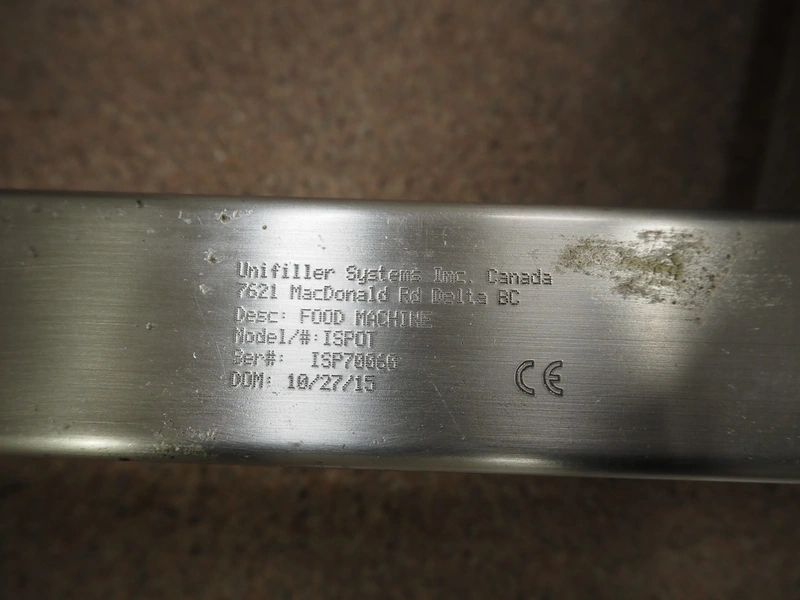 Unifiller Systems Inc. Canada
7621 MacDonald Rd Delta BC
Desc: FOOD MACHINE
Model/#:ISPOT
Ser#: ISP70060
DOM: 10/27/15
CE